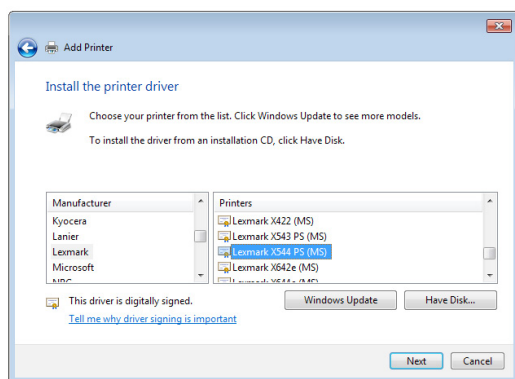 Add Printer
Install the printer driver
Choose your printer from the list. Click Windows Update to see more models.
To install the driver from an installation CD, click Have Disk.
Manufacturer
Kyocera
Lanier
Lexmark
Microsoft
Printers
Lexmark X422 (MS)
Lexmark X543 PS (MS)
Lexmark X544 PS (MS)
Lexmark X642e (MS)
This driver is digitally signed.
Tell me why driver signing is important
Windows Update
Have Disk...
Next
Cancel